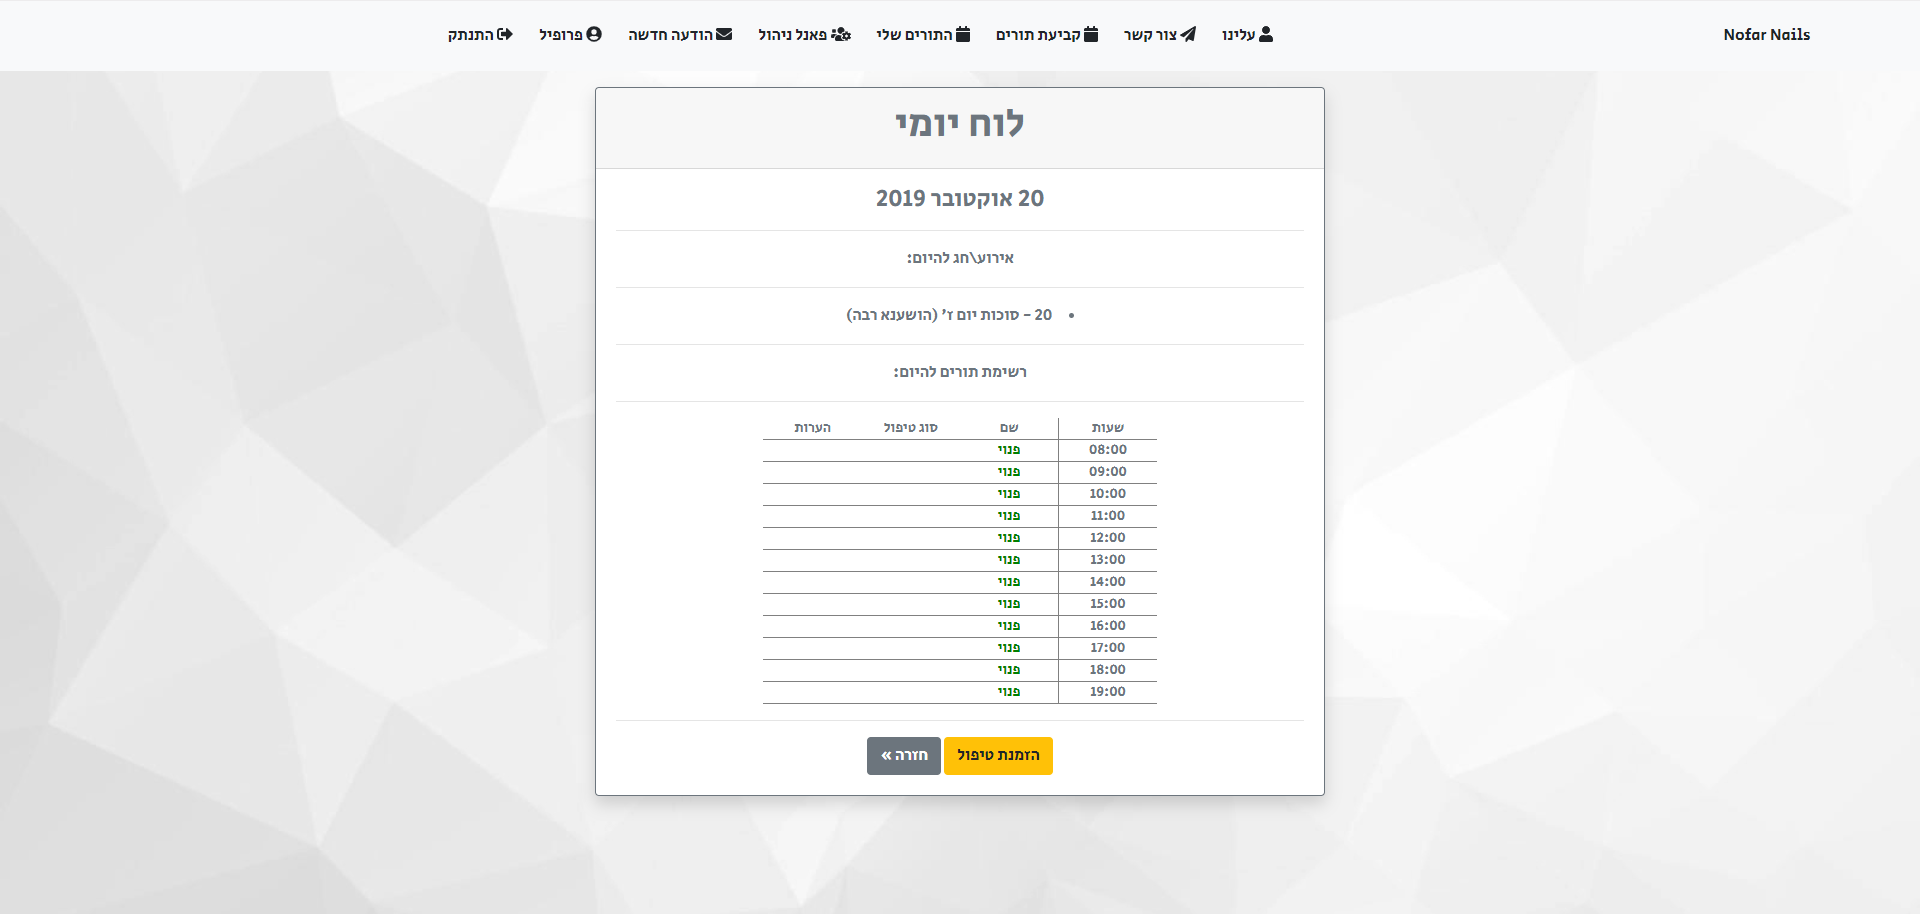 Nofar Nails
עלינו
צור קשר
קביעת תורים
התורים שלי
פאנל ניהול
הודעה חדשה
פרופיל
התנתק
לוח יומי
20 אוקטובר 2019
אירוע\חג להיום:
• 20 - סוכות יום ז' (הושענא רבה)
רשימת תורים להיום:
שעות שם סוג טיפול הערות
08:00 פנוי
09:00 פנוי
10:00 פנוי
11:00 פנוי
12:00 פנוי
13:00 פנוי
14:00 פנוי
15:00 פנוי
16:00 פנוי
17:00 פנוי
18:00 פנוי
19:00 פנוי
הזמנת טיפול
חזרה »